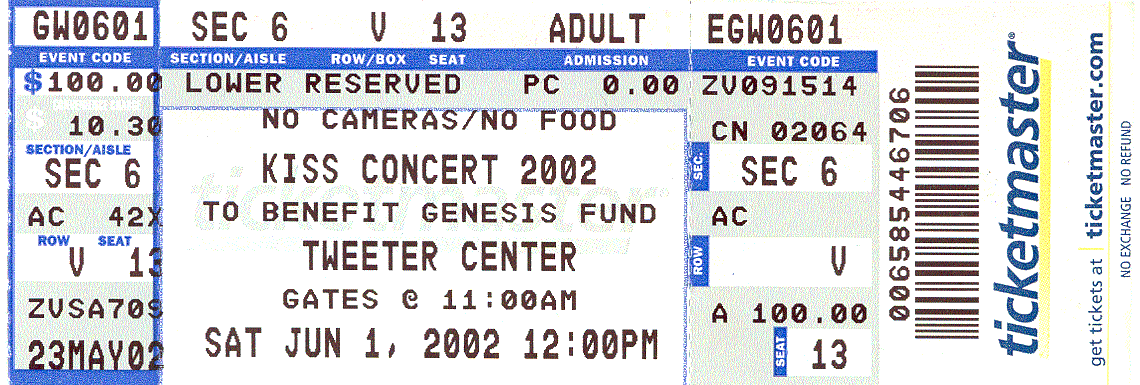 GW0601 SEC 6 V 13 ADULT EGW0601
EVENT CODE SECTION/AISLE ROW/BOX SEAT ADMISSION EVENT CODE
$100.00 LOWER RESERVED PC 0.00 ZV091514
$ 10.30 NO CAMERAS/NO FOOD CN 02064
SECTION/AISLE
SEC 6 KISS CONCERT 2002 SEC. SEC 6
ticketmaster
AC 42X TO BENEFIT GENESIS FUND AC
ROW SEAT
V 13 TWEETER CENTER ROW V
ZVSA70S GATES @ 11:00AM A 100.00
23MAY02 SAT JUN 1, 2002 12:00PM SEAT 13
00658544 6706
ticketmaster®
get tickets at ticketmaster.com
NO EXCHANGE NO REFUND